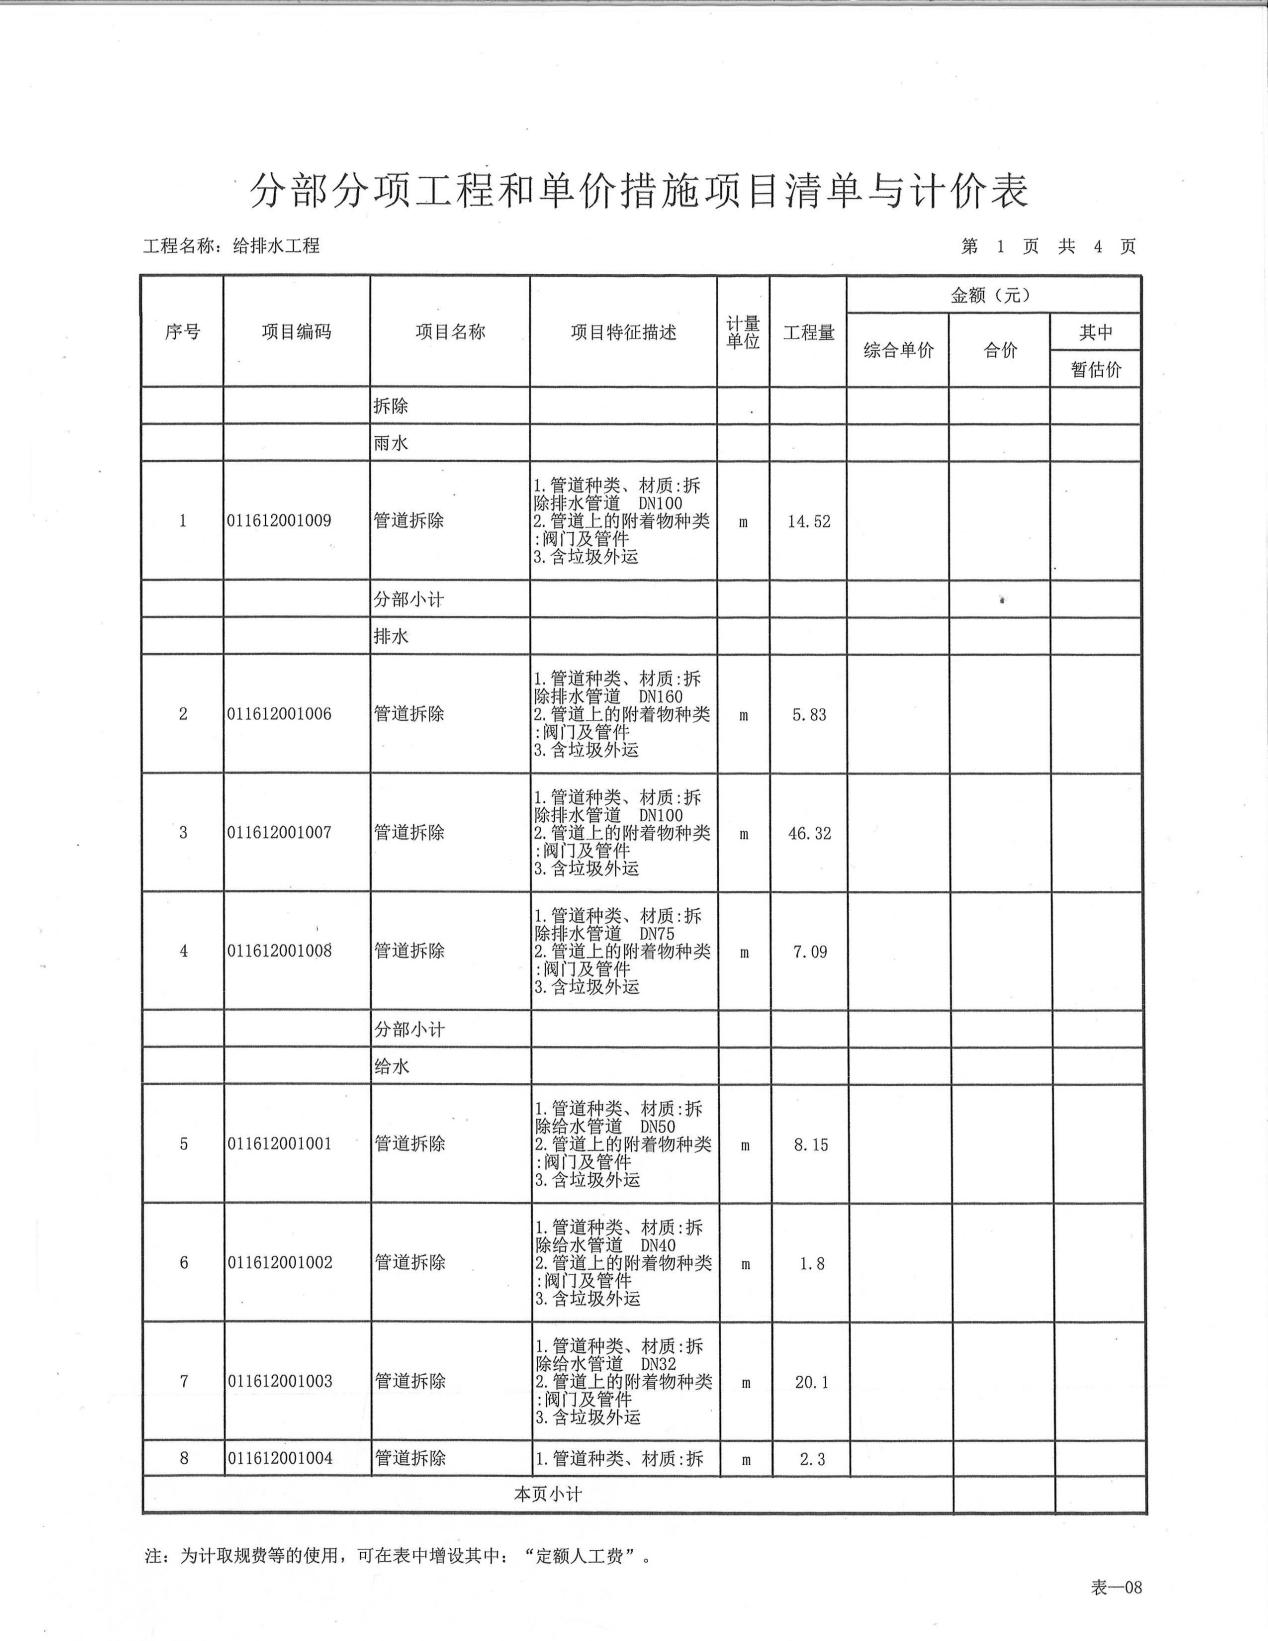 分部分项工程和单价措施项目清单与计价表
工程名称：给排水工程 第 1 页 共 4 页
序号 项目编码 项目名称 项目特征描述 计量单位 工程量 金额（元）
综合单价 合价 其中
暂估价
拆除
雨水
1 011612001009 管道拆除 1.管道种类、材质:拆
除排水管道 DN100
2.管道上的附着物种类
:阀门及管件
3.含垃圾外运 m 14.52
分部小计
排水
2 011612001006 管道拆除 1.管道种类、材质:拆
除排水管道 DN160
2.管道上的附着物种类
:阀门及管件
3.含垃圾外运 m 5.83
3 011612001007 管道拆除 1.管道种类、材质:拆
除排水管道 DN100
2.管道上的附着物种类
:阀门及管件
3.含垃圾外运 m 46.32
4 011612001008 管道拆除 1.管道种类、材质:拆
除排水管道 DN75
2.管道上的附着物种类
:阀门及管件
3.含垃圾外运 m 7.09
分部小计
给水
5 011612001001 管道拆除 1.管道种类、材质:拆
除给水管道 DN50
2.管道上的附着物种类
:阀门及管件
3.含垃圾外运 m 8.15
6 011612001002 管道拆除 1.管道种类、材质:拆
除给水管道 DN40
2.管道上的附着物种类
:阀门及管件
3.含垃圾外运 m 1.8
7 011612001003 管道拆除 1.管道种类、材质:拆
除给水管道 DN32
2.管道上的附着物种类
:阀门及管件
3.含垃圾外运 m 20.1
8 011612001004 管道拆除 1.管道种类、材质:拆 m 2.3
本页小计
注：为计取规费等的使用，可在表中增设其中：“定额人工费”。
表—08